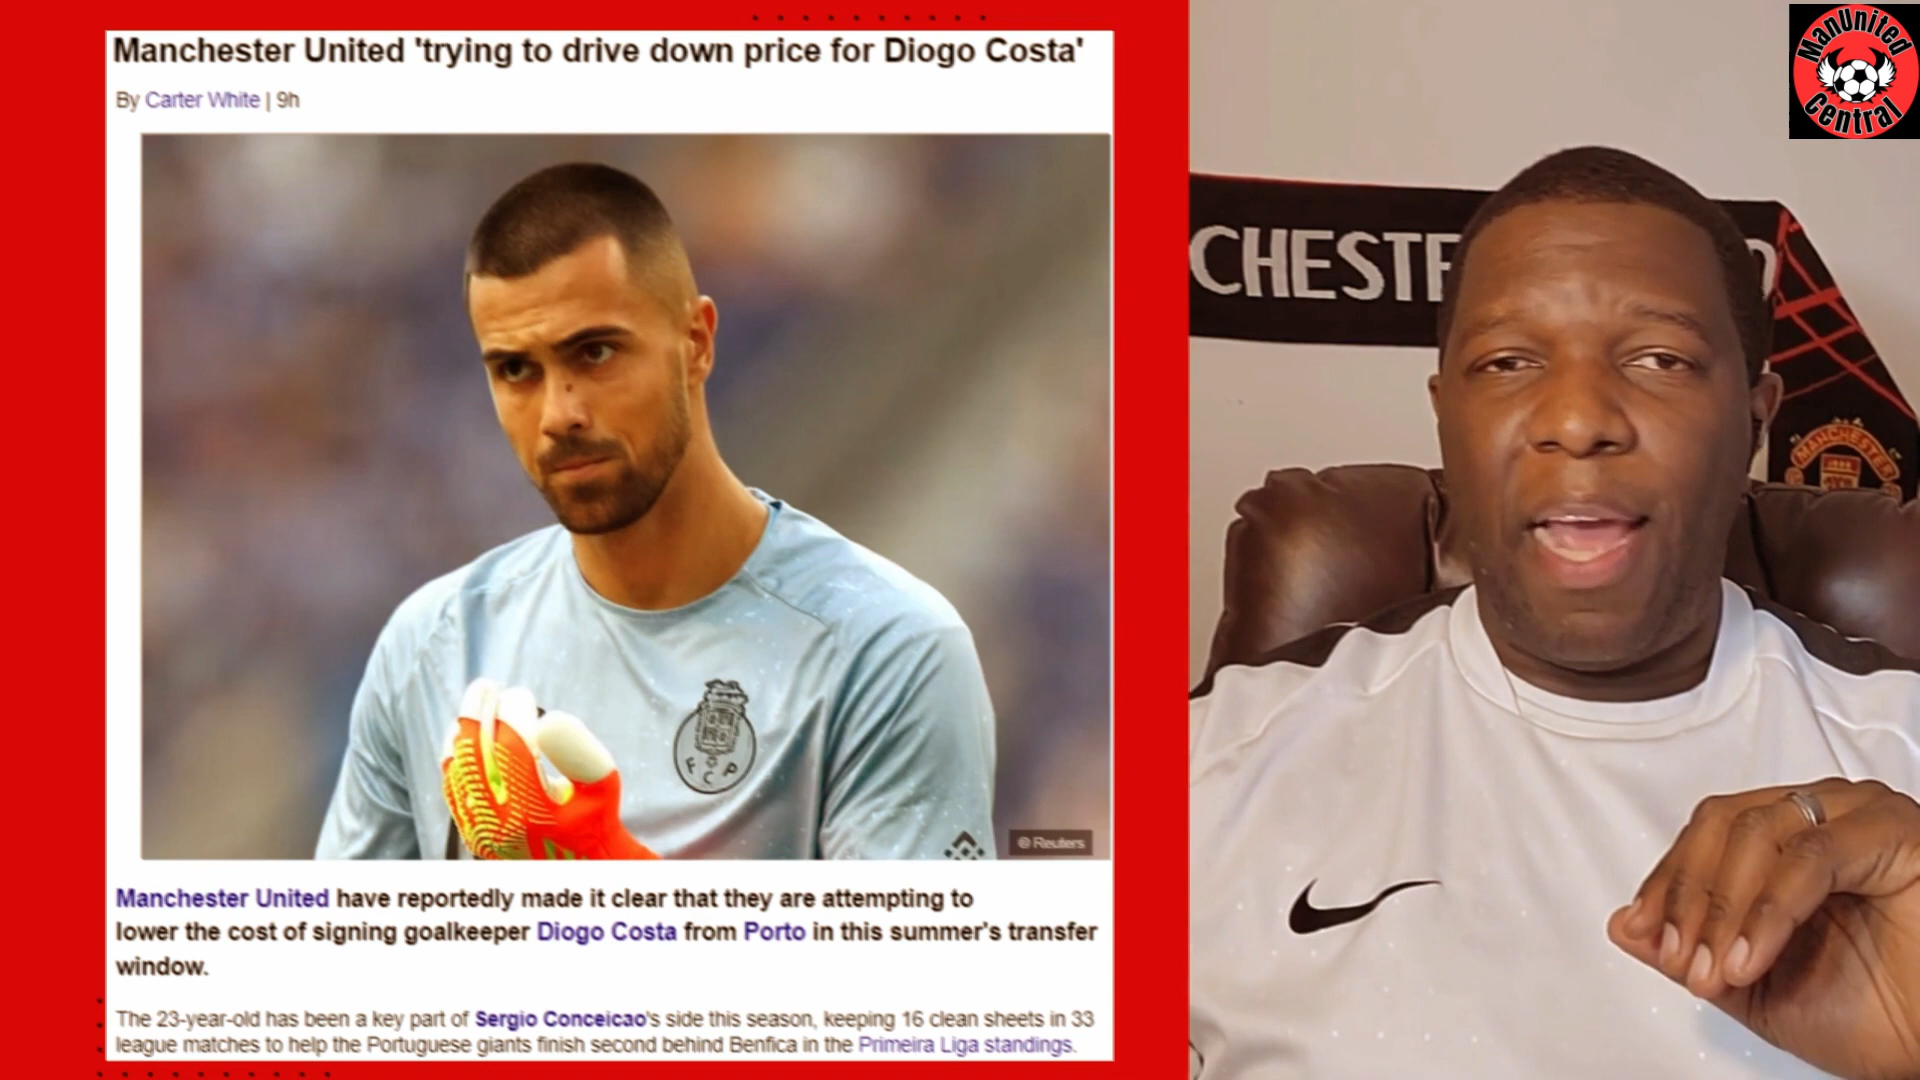 Manchester United 'trying to drive down price for Diogo Costa'
By Carter White | 9h
FCP
@ Reuters
Manchester United have reportedly made it clear that they are attempting to
lower the cost of signing goalkeeper Diogo Costa from Porto in this summer's transfer
window.
The 23-year-old has been a key part of Sergio Conceicao's side this season, keeping 16 clean sheets in 33
league matches to help the Portuguese giants finish second behind Benfica in the Primeira Liga standings.
ManUnited
Central
CHESTE
MANCHESTER